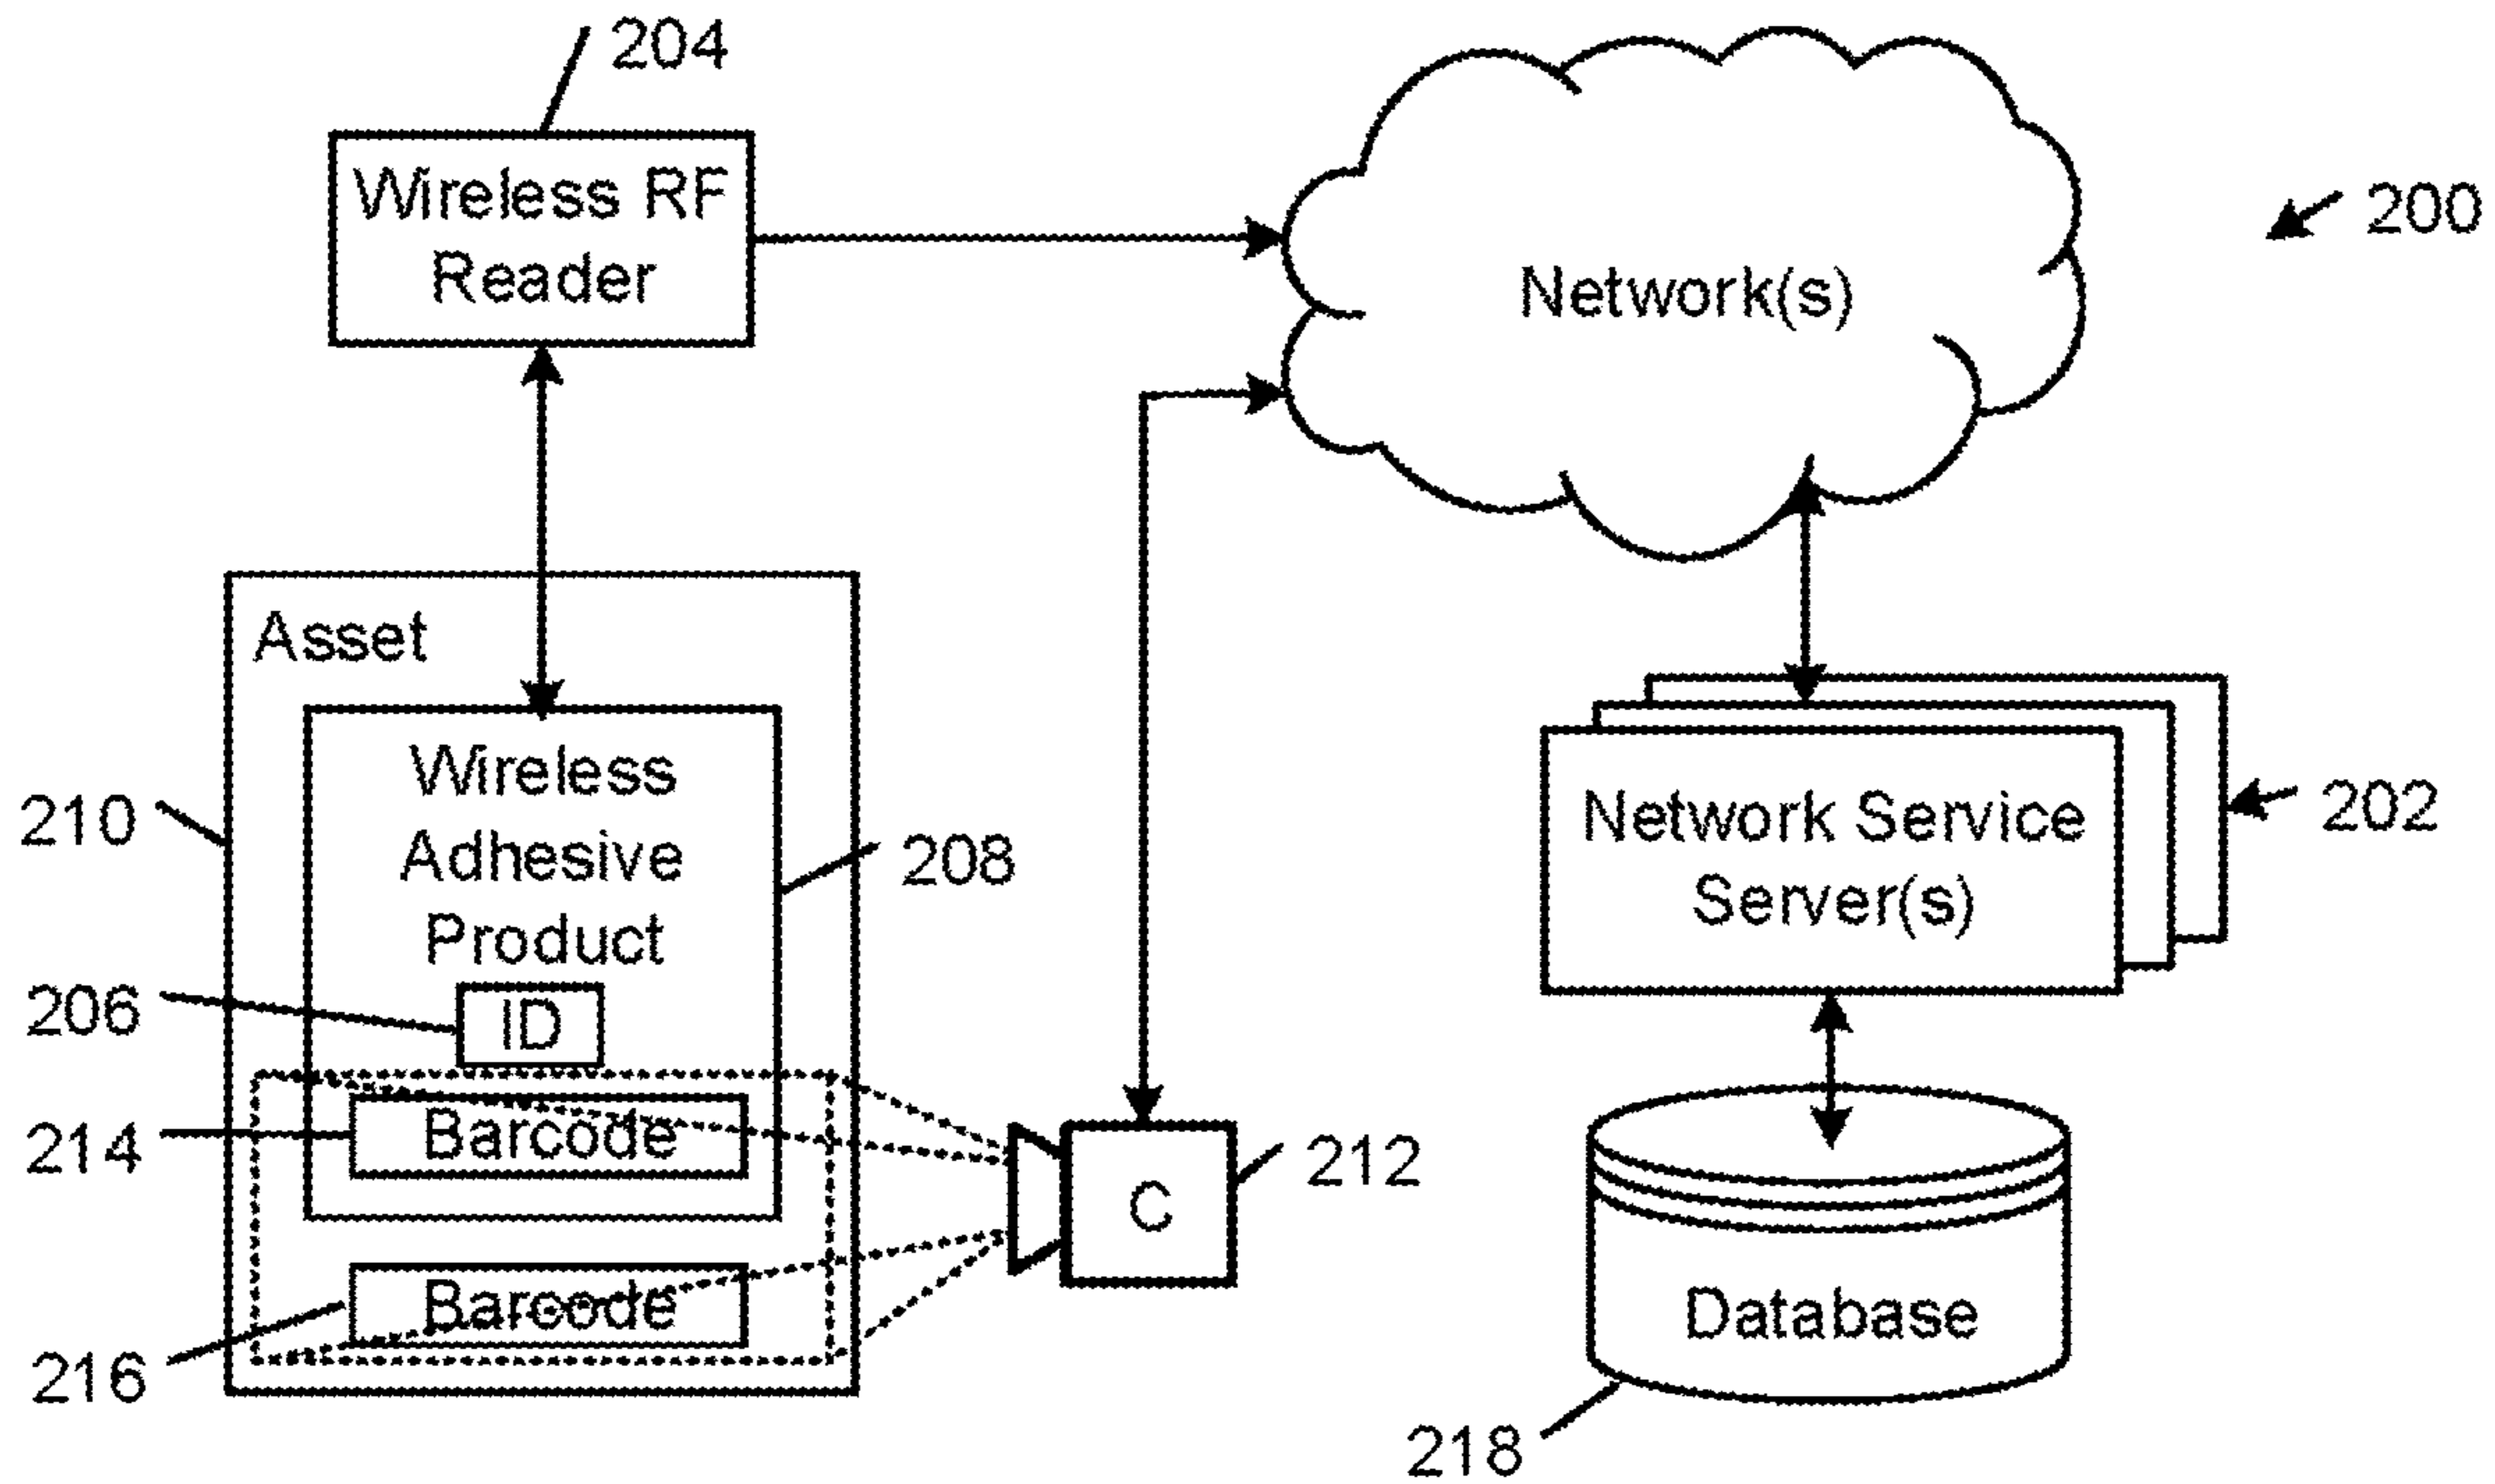 204
Wireless RF
Reader
Network(s)
200
Asset
Wireless
Adhesive
Product
ID
Barcode
Barcode
210
208
206
214
216
C
212
Network Service
Server(s)
202
Database
218